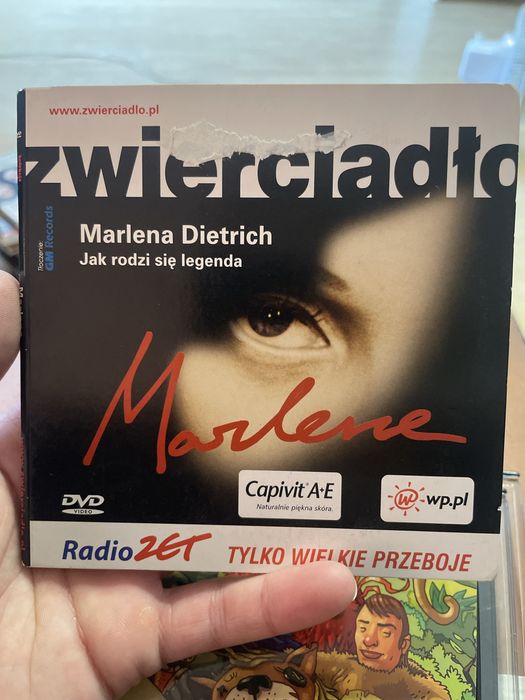 www.zwierciadlo.pl
zwierciadło
Tłoczenie:
GM Records
Marlena Dietrich
Jak rodzi się legenda
Marlene
DVD
VIDEO
Capivit A+E
Naturalnie piękna skóra.
wp.pl
Radio ZET TYLKO WIELKIE PRZEBOJE